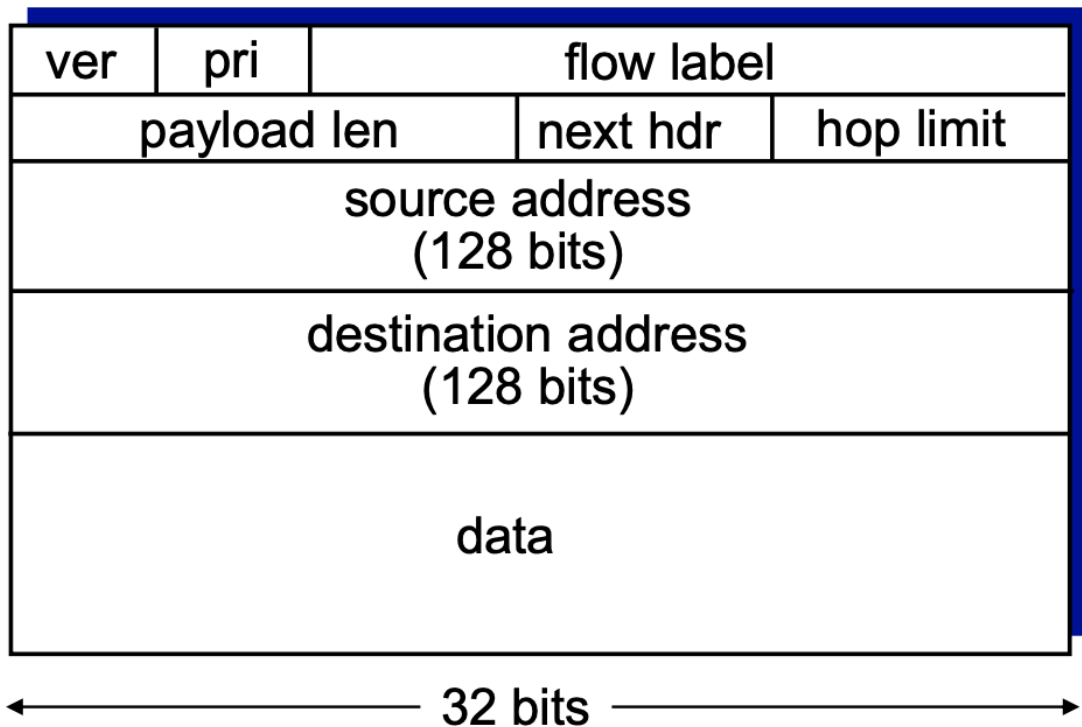 ver pri flow label
payload len next hdr hop limit
source address
(128 bits)
destination address
(128 bits)
data
32 bits